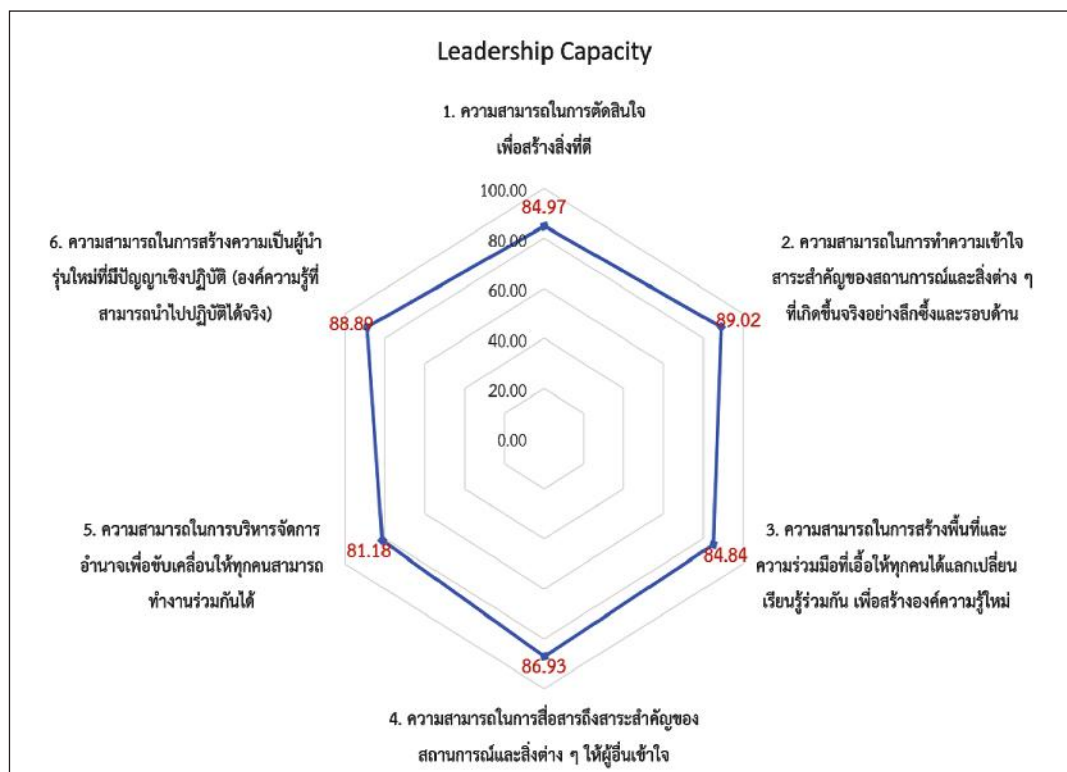 Leadership Capacity
1. ความสามารถในการตัดสินใจ
เพื่อสร้างสิ่งที่ดี
100.00
84.97
80.00
60.00
40.00
20.00
0.00
2. ความสามารถในการทำความเข้าใจ
สาระสำคัญของสถานการณ์และสิ่งต่าง ๆ
ที่เกิดขึ้นจริงอย่างลึกซึ้งและรอบด้าน
89.02
3. ความสามารถในการสร้างพื้นที่และ
ความร่วมมือที่เอื้อให้ทุกคนได้แลกเปลี่ยน
เรียนรู้ร่วมกัน เพื่อสร้างองค์ความรู้ใหม่
84.84
86.93
4. ความสามารถในการสื่อสารถึงสาระสำคัญของ
สถานการณ์และสิ่งต่าง ๆ ให้ผู้อื่นเข้าใจ
5. ความสามารถในการบริหารจัดการ
อำนาจเพื่อขับเคลื่อนให้ทุกคนสามารถ
ทำงานร่วมกันได้
81.18
6. ความสามารถในการสร้างความเป็นผู้นำ
รุ่นใหม่ที่มีปัญญาเชิงปฏิบัติ (องค์ความรู้ที่
สามารถนำไปปฏิบัติได้จริง)
88.89